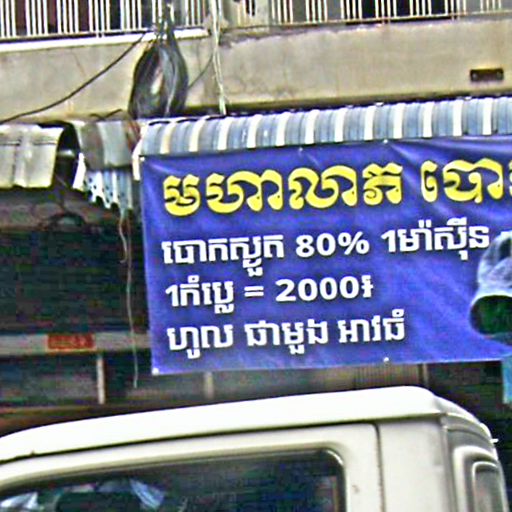 មហាលាភ បោ
បោកស្ងួត 80% 1ម៉ាស៊ីន
1កំប្លេ = 2000៛
ហូល ផាមួង អាវធំ